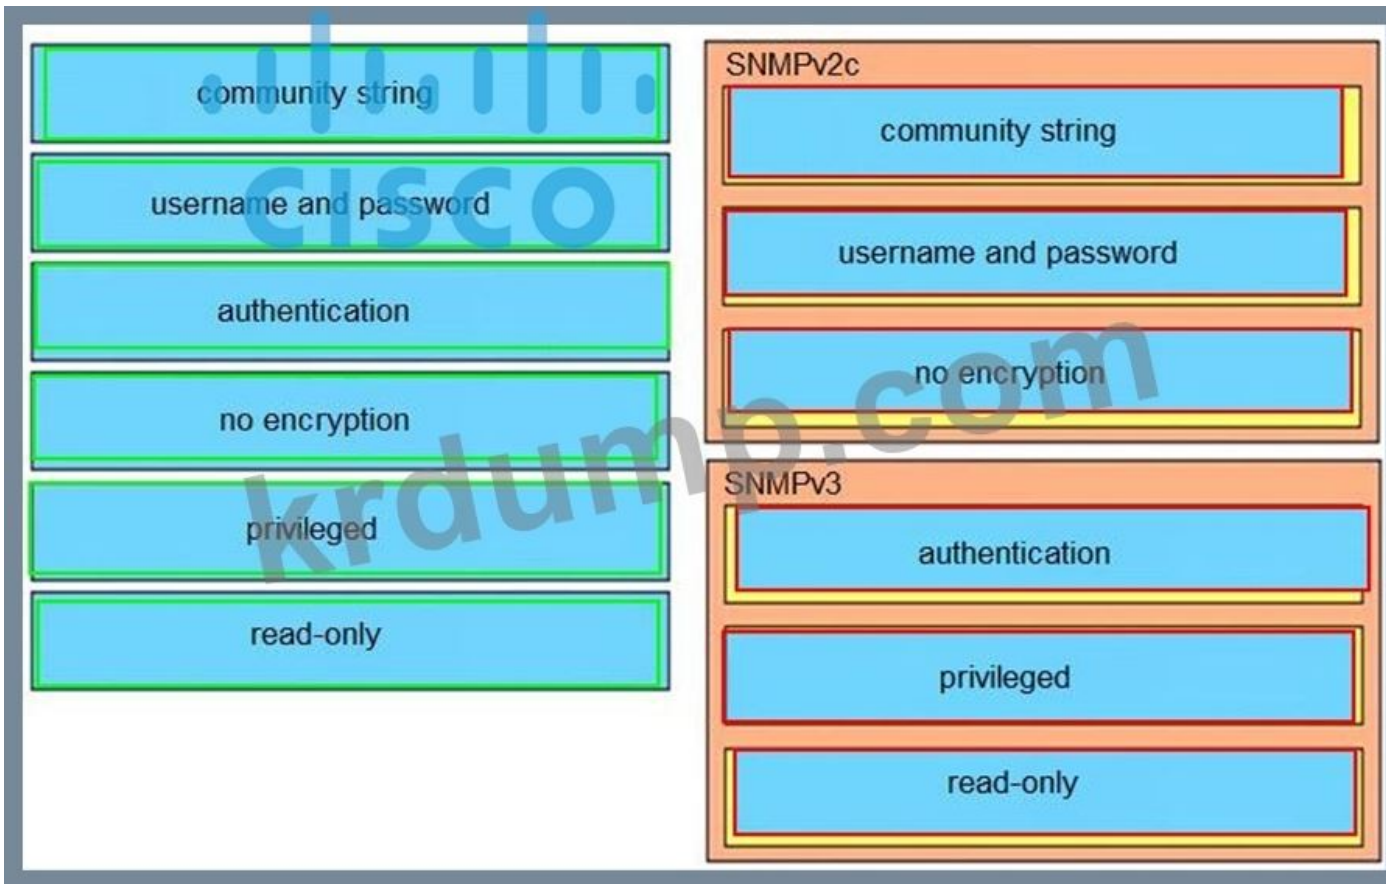 community string
username and password
authentication
no encryption
privileged
read-only
CISCO
SNMPv2c
community string
username and password
no encryption
SNMPv3
authentication
privileged
read-only
krdump.com